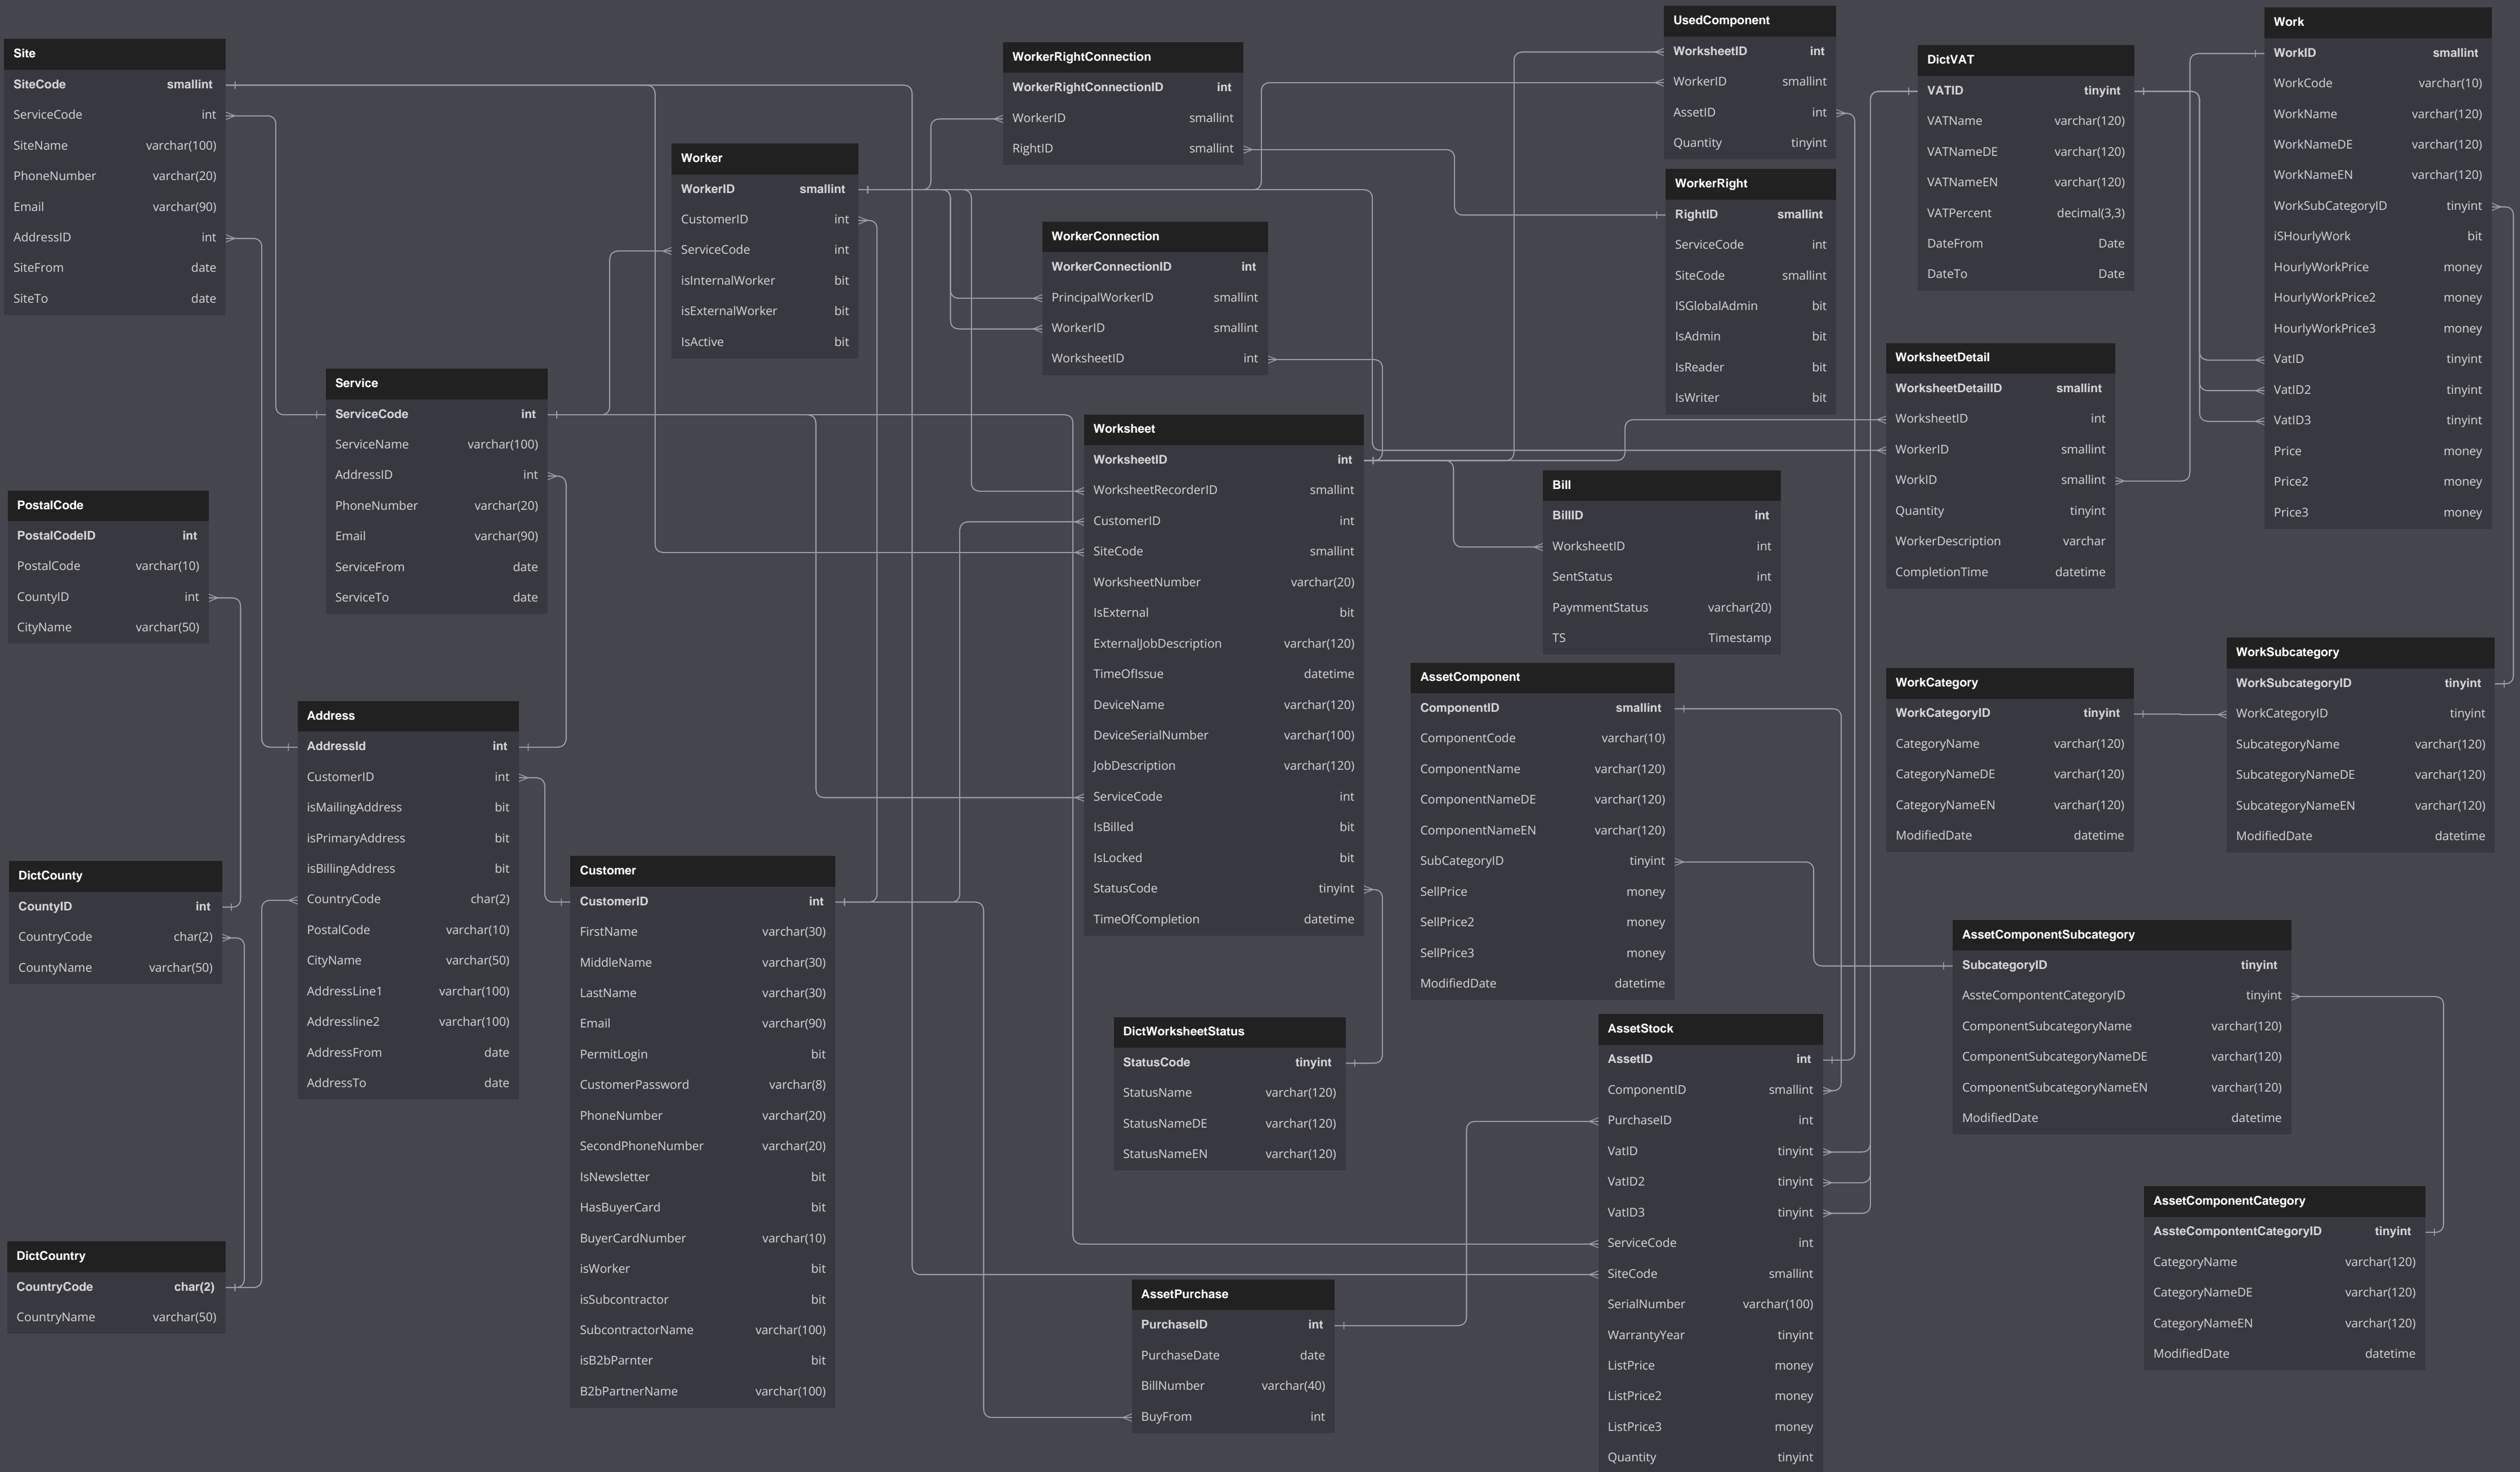 Site
SiteCode smallint
ServiceCode int
SiteName varchar(100)
PhoneNumber varchar(20)
Email varchar(90)
AddressID int
SiteFrom date
SiteTo date
PostalCode
PostalCodeID int
PostalCode varchar(10)
CountyID int
CityName varchar(50)
DictCounty
CountyID int
CountryCode char(2)
CountyName varchar(50)
DictCountry
CountryCode char(2)
CountryName varchar(50)
Service
ServiceCode int
ServiceName varchar(100)
AddressID int
PhoneNumber varchar(20)
Email varchar(90)
ServiceFrom date
ServiceTo date
Address
AddressId int
CustomerID int
isMailingAddress bit
isPrimaryAddress bit
isBillingAddress bit
CountryCode char(2)
PostalCode varchar(10)
CityName varchar(50)
AddressLine1 varchar(100)
Addressline2 varchar(100)
AddressFrom date
AddressTo date
Worker
WorkerID smallint
CustomerID int
ServiceCode int
isInternalWorker bit
isExternalWorker bit
IsActive bit
Customer
CustomerID int
FirstName varchar(30)
MiddleName varchar(30)
LastName varchar(30)
Email varchar(90)
PermitLogin bit
CustomerPassword varchar(8)
PhoneNumber varchar(20)
SecondPhoneNumber varchar(20)
IsNewsletter bit
HasBuyerCard bit
BuyerCardNumber varchar(10)
isWorker bit
isSubcontractor bit
SubcontractorName varchar(100)
isB2bParnter bit
B2bPartnerName varchar(100)
WorkerRightConnection
WorkerRightConnectionID int
WorkerID smallint
RightID smallint
WorkerConnection
WorkerConnectionID int
PrincipalWorkerID smallint
WorkerID smallint
WorksheetID int
Worksheet
WorksheetID int
WorksheetRecorderID smallint
CustomerID int
SiteCode smallint
WorksheetNumber varchar(20)
IsExternal bit
ExternalJobDescription varchar(120)
TimeOfIssue datetime
DeviceName varchar(120)
DeviceSerialNumber varchar(100)
JobDescription varchar(120)
ServiceCode int
IsBilled bit
IsLocked bit
StatusCode tinyint
TimeOfCompletion datetime
DictWorksheetStatus
StatusCode tinyint
StatusName varchar(120)
StatusNameDE varchar(120)
StatusNameEN varchar(120)
AssetPurchase
PurchaseID int
PurchaseDate date
BillNumber varchar(40)
BuyFrom int
UsedComponent
WorksheetID int
WorkerID smallint
AssetID int
Quantity tinyint
WorkerRight
RightID smallint
ServiceCode int
SiteCode smallint
ISGlobalAdmin bit
IsAdmin bit
IsReader bit
IsWriter bit
Bill
BillID int
WorksheetID int
SentStatus int
PaymmentStatus varchar(20)
TS Timestamp
AssetComponent
ComponentID smallint
ComponentCode varchar(10)
ComponentName varchar(120)
ComponentNameDE varchar(120)
ComponentNameEN varchar(120)
SubCategoryID tinyint
SellPrice money
SellPrice2 money
SellPrice3 money
ModifiedDate datetime
AssetStock
AssetID int
ComponentID smallint
PurchaseID int
VatID tinyint
VatID2 tinyint
VatID3 tinyint
ServiceCode int
SiteCode smallint
SerialNumber varchar(100)
WarrantyYear tinyint
ListPrice money
ListPrice2 money
ListPrice3 money
Quantity tinyint
DictVAT
VATID tinyint
VATName varchar(120)
VATNameDE varchar(120)
VATNameEN varchar(120)
VATPercent decimal(3,3)
DateFrom Date
DateTo Date
WorksheetDetail
WorksheetDetailID smallint
WorksheetID int
WorkerID smallint
WorkID smallint
Quantity tinyint
WorkerDescription varchar
CompletionTime datetime
WorkCategory
WorkCategoryID tinyint
CategoryName varchar(120)
CategoryNameDE varchar(120)
CategoryNameEN varchar(120)
ModifiedDate datetime
Work
WorkID smallint
WorkCode varchar(10)
WorkName varchar(120)
WorkNameDE varchar(120)
WorkNameEN varchar(120)
WorkSubCategoryID tinyint
iSHourlyWork bit
HourlyWorkPrice money
HourlyWorkPrice2 money
HourlyWorkPrice3 money
VatID tinyint
VatID2 tinyint
VatID3 tinyint
Price money
Price2 money
Price3 money
WorkSubcategory
WorkSubcategoryID tinyint
WorkCategoryID tinyint
SubcategoryName varchar(120)
SubcategoryNameDE varchar(120)
SubcategoryNameEN varchar(120)
ModifiedDate datetime
AssetComponentSubcategory
SubcategoryID tinyint
AssteCompontentCategoryID tinyint
ComponentSubcategoryName varchar(120)
ComponentSubcategoryNameDE varchar(120)
ComponentSubcategoryNameEN varchar(120)
ModifiedDate datetime
AssetComponentCategory
AssteCompontentCategoryID tinyint
CategoryName varchar(120)
CategoryNameDE varchar(120)
CategoryNameEN varchar(120)
ModifiedDate datetime